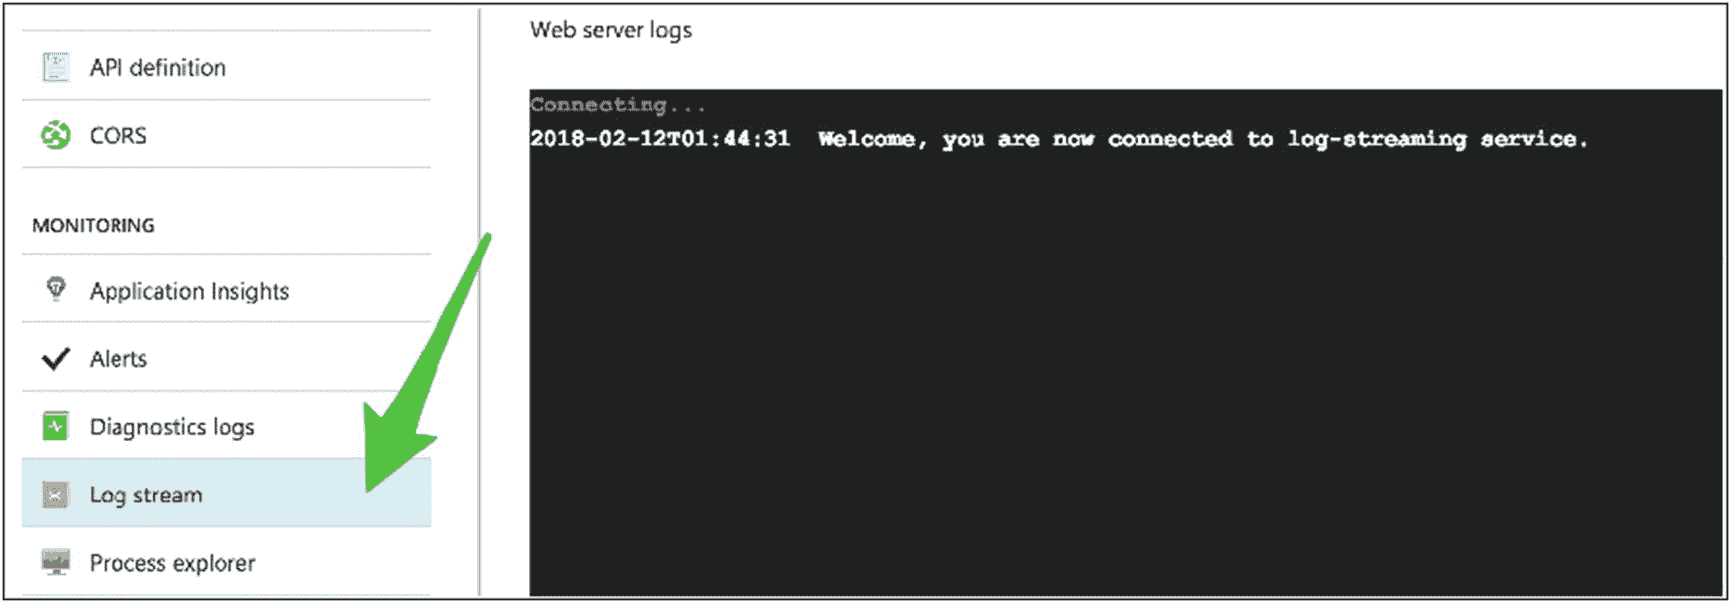 API definition
CORS
MONITORING
Application Insights
Alerts
Diagnostics logs
Log stream
Process explorer
Web server logs
Connecting...
2018-02-12T01:44:31  Welcome, you are now connected to log-streaming service.